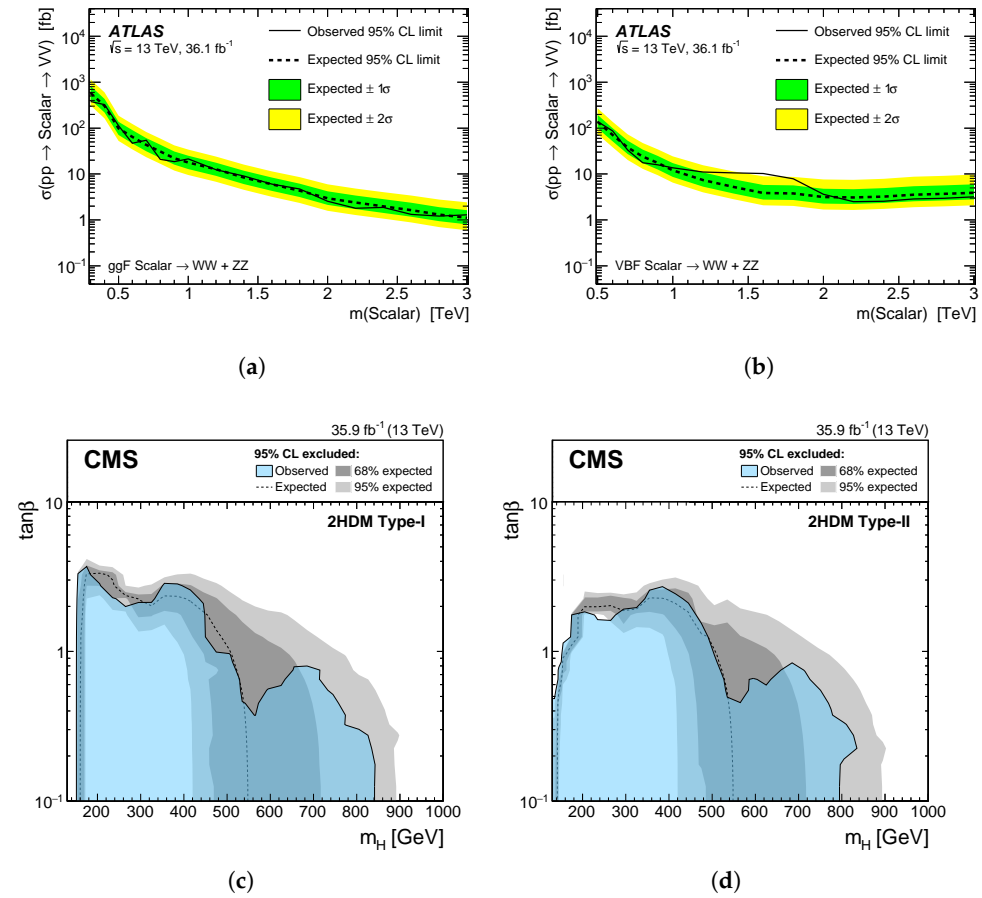 σ(pp → Scalar → VV) [fb]
10⁴
10³
10²
10
1
10⁻¹
ATLAS
√s = 13 TeV, 36.1 fb⁻¹
Observed 95% CL limit
Expected 95% CL limit
Expected ± 1σ
Expected ± 2σ
ggF Scalar → WW + ZZ
0.5 1 1.5 2 2.5 3
m(Scalar) [TeV]
(a)
σ(pp → Scalar → VV) [fb]
10⁴
10³
10²
10
1
10⁻¹
ATLAS
√s = 13 TeV, 36.1 fb⁻¹
Observed 95% CL limit
Expected 95% CL limit
Expected ± 1σ
Expected ± 2σ
VBF Scalar → WW + ZZ
0.5 1 1.5 2 2.5 3
m(Scalar) [TeV]
(b)
35.9 fb⁻¹ (13 TeV)
CMS
95% CL excluded:
Observed 68% expected
Expected 95% expected
2HDM Type-I
tanβ
10
1
10⁻¹
200 300 400 500 600 700 800 900 1000
m_H [GeV]
(c)
35.9 fb⁻¹ (13 TeV)
CMS
95% CL excluded:
Observed 68% expected
Expected 95% expected
2HDM Type-II
tanβ
10
1
10⁻¹
200 300 400 500 600 700 800 900 1000
m_H [GeV]
(d)